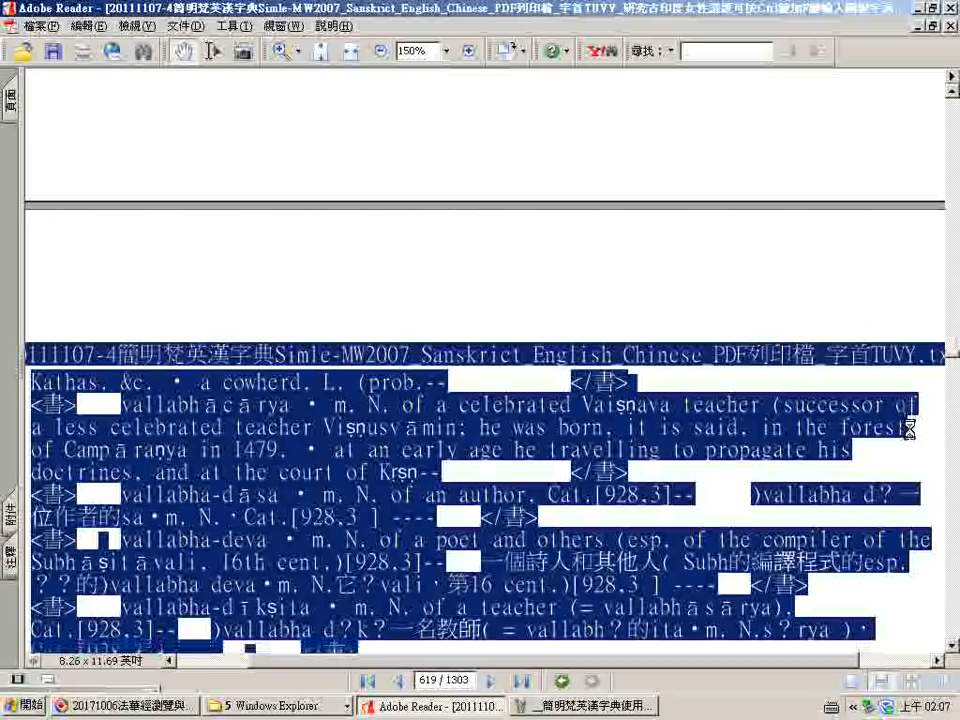 Adobe Reader - [20111107-4簡明梵英漢字典Simle-MW2007_Sanskrict_English_Chinese_PDF列印檔_字首TUVY_研究古印度女性
檔案(F) 編輯(E) 檢視(V) 文件(D) 工具(T) 視窗(W) 說明(H)
150% 尋找:
頁面
111107-4簡明梵英漢字典Simle-MW2007_Sanskrict_English_Chinese_PDF列印檔_字首TUVY.tx
Kathas. &c. • a cowherd. L. (prob.-- </書>
<書> vallabhācārya • m. N. of a celebrated Vaiṣṇava teacher (successor of
a less celebrated teacher Viṣṇusvāmin; he was born, it is said, in the forest
of Campāraṇya in 1479. • at an early age he travelling to propagate his
doctrines, and at the court of Kṛṣṇ-- </書>
<書> vallabha-dāsa • m. N. of an author, Cat.[928,3]-- )vallabha d?一
位作者的sa•m. N.,Cat.[928,3 ] ---- </書>
<書> vallabha-deva • m. N. of a poet and others (esp. of the compiler of the
Subhāṣitāvali, 16th cent.)[928,3]-- 一個詩人和其他人( Subh的編譯程式的esp.
??的)vallabha deva•m. N.它?vali,第16 cent.)[928,3 ] ---- </書>
<書> vallabha-dīkṣita • m. N. of a teacher (= vallabhāsārya),
Cat.[928,3]-- )vallabha d?k?一名教師( = vallabh?的ita•m. N.s?rya ),
附件
註釋
8.26 x 11.69 英吋
619 / 1303
開始 20171006法華經瀏覽與... 5 Windows Explorer Adobe Reader - [2011110... __簡明梵英漢字典使用... 上午 02:07